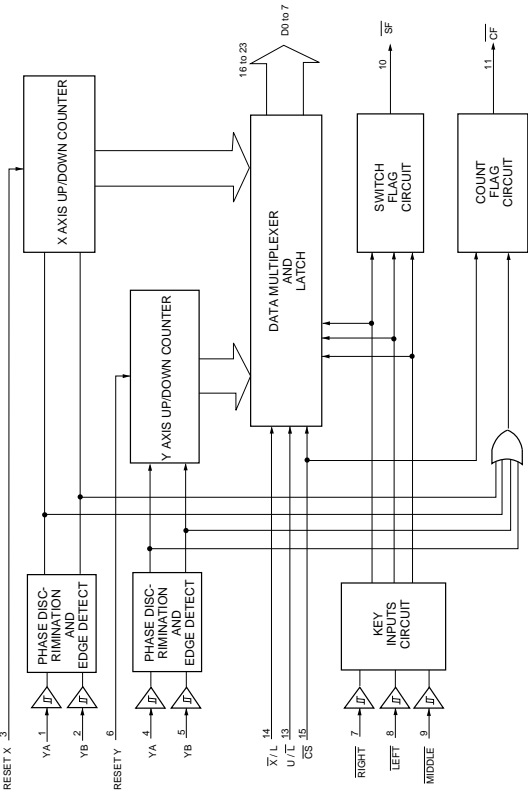 RESET X 3
YA 1
YB 2
RESET Y 6
YA 4
YB 5
PHASE DISC-
RIMINATION
AND
EDGE DETECT
PHASE DISC-
RIMINATION
AND
EDGE DETECT
X AXIS UP/DOWN COUNTER
Y AXIS UP/DOWN COUNTER
X / L 14
U / L 13
CS 15
DATA MULTIPLEXER
AND
LATCH
16 to 23
D0 to 7
RIGHT 7
LEFT 8
MIDDLE 9
KEY
INPUTS
CIRCUIT
SWITCH
FLAG
CIRCUIT
10 SF
COUNT
FLAG
CIRCUIT
11 CF